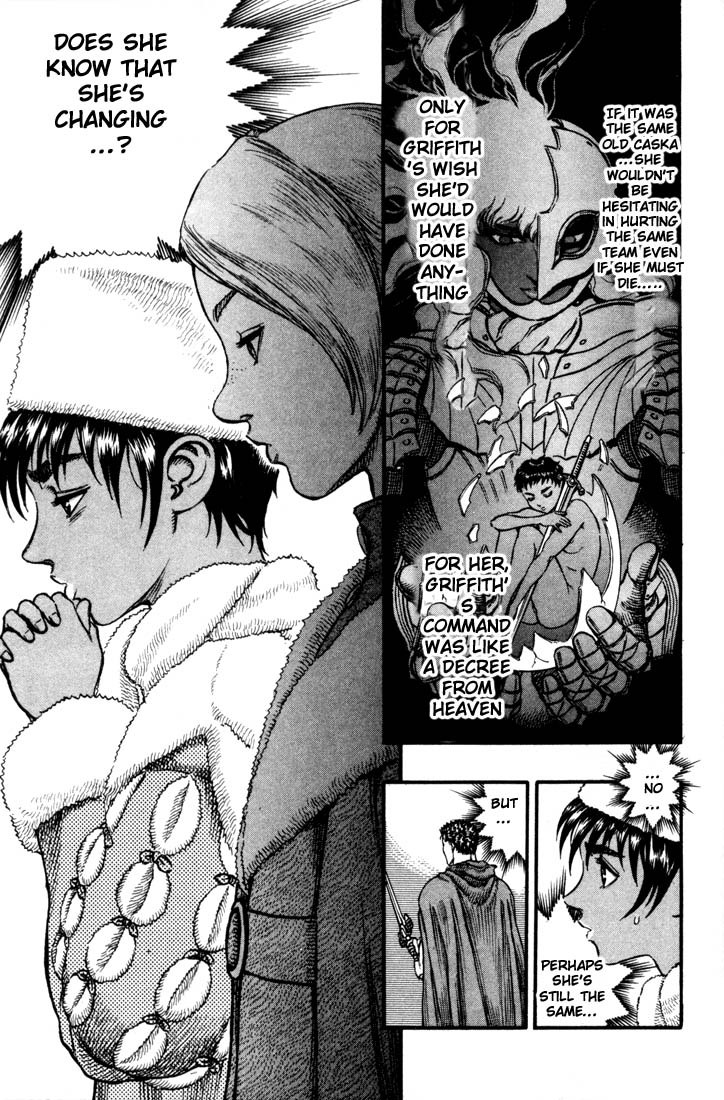 IF IT WAS
THE SAME
OLD CASKA
...SHE
WOULDN'T
BE
HESITATING
IN HURTING
THE SAME
TEAM EVEN
IF SHE MUST
DIE.....
ONLY
FOR
GRIFFITH
'S WISH
SHE'D
WOULD
HAVE
DONE
ANY-
THING
FOR HER,
GRIFFITH'
S
COMMAND
WAS LIKE
A DECREE
FROM
HEAVEN
...
NO
...
PERHAPS
SHE'S
STILL THE
SAME...
BUT
...
DOES SHE
KNOW THAT
SHE'S
CHANGING
...?